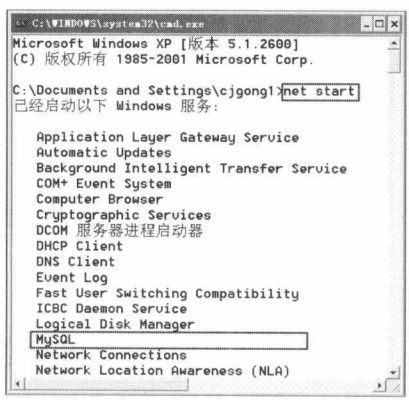 C:\WINDOWS\system32\cmd.exe
Microsoft Windows XP [版本 5.1.2600]
(C) 版权所有 1985-2001 Microsoft Corp.
C:\Documents and Settings\cjgong1>net start
已经启动以下 Windows 服务:
Application Layer Gateway Service
Automatic Updates
Background Intelligent Transfer Service
COM+ Event System
Computer Browser
Cryptographic Services
DCOM 服务器进程启动器
DHCP Client
DNS Client
Event Log
Fast User Switching Compatibility
ICBC Daemon Service
Logical Disk Manager
MySQL
Network Connections
Network Location Awareness (NLA)